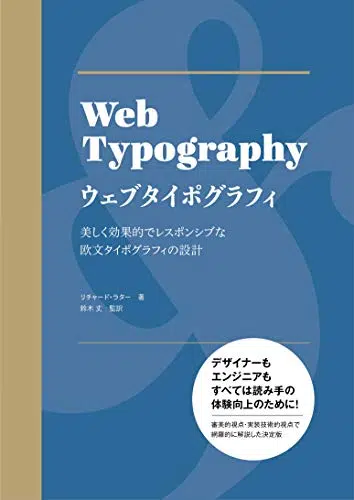 Web
Typography
ウェブタイポグラフィ
美しく効果的でレスポンシブな
欧文タイポグラフィの設計
リチャード・ラター 著
鈴木 丈 監訳
デザイナーも
エンジニアも
すべては読み手の
体験向上のために!
審美的視点・実装技術的視点で
網羅的に解説した決定版